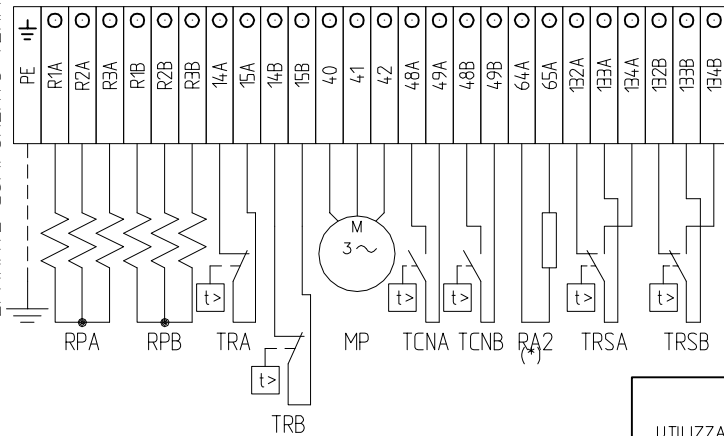 PE R1A R2A R3A R1B R2B R3B 14A 15A 14B 15B 40 41 42 48A 49A 48B 49B 64A 65A 132A 133A 134A 132B 133B 134B
M
3~
t> t> t> t> t>
RPA RPB TRA MP TCNA TCNB RA2 TRSA TRSB
(*)
t>
TRB
UTILIZZA